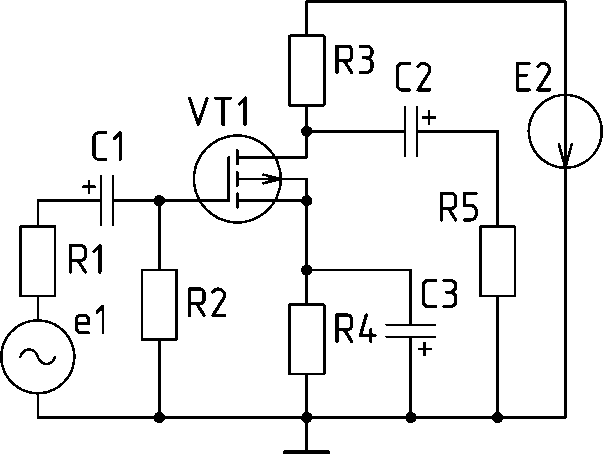 R3
C2
E2
VT1
+
C1
+
R5
R1
R2
C3
e1
R4
+